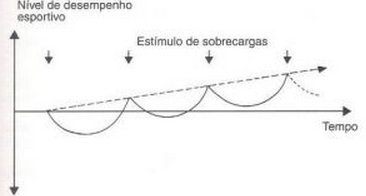 Nível de desempenho
esportivo
Estímulo de sobrecargas
Tempo